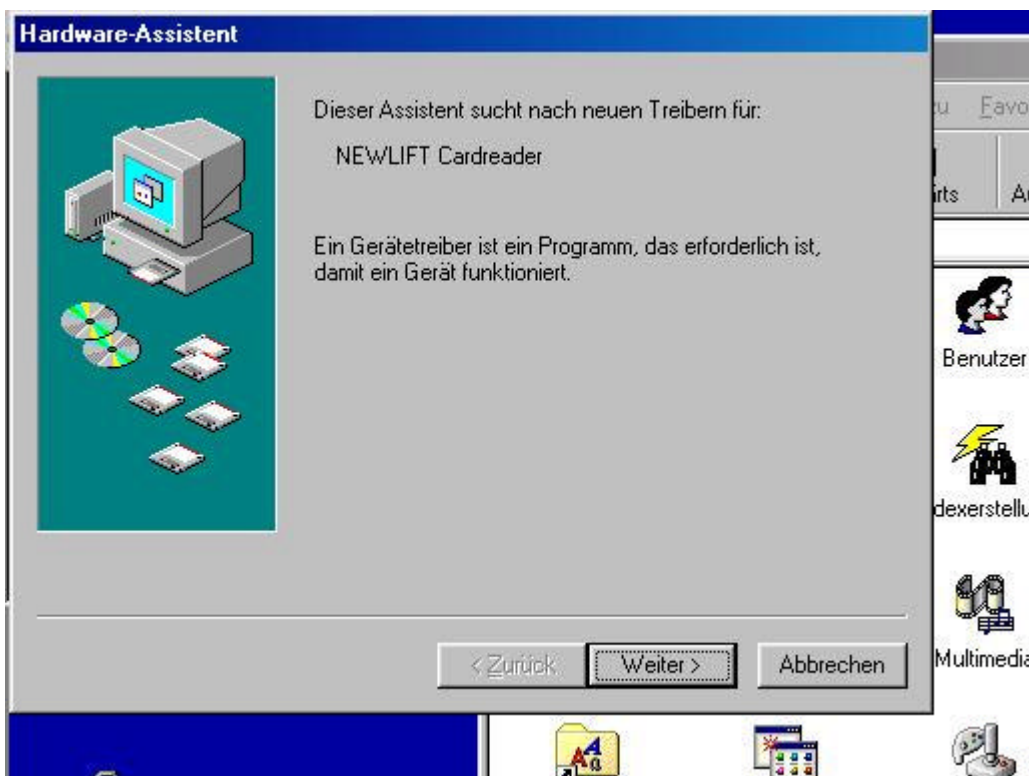 Hardware-Assistent
Dieser Assistent sucht nach neuen Treibern für:
NEWLIFT Cardreader
Ein Gerätetreiber ist ein Programm, das erforderlich ist,
damit ein Gerät funktioniert.
< Zurück
Weiter >
Abbrechen
Benutzer
Multimedia